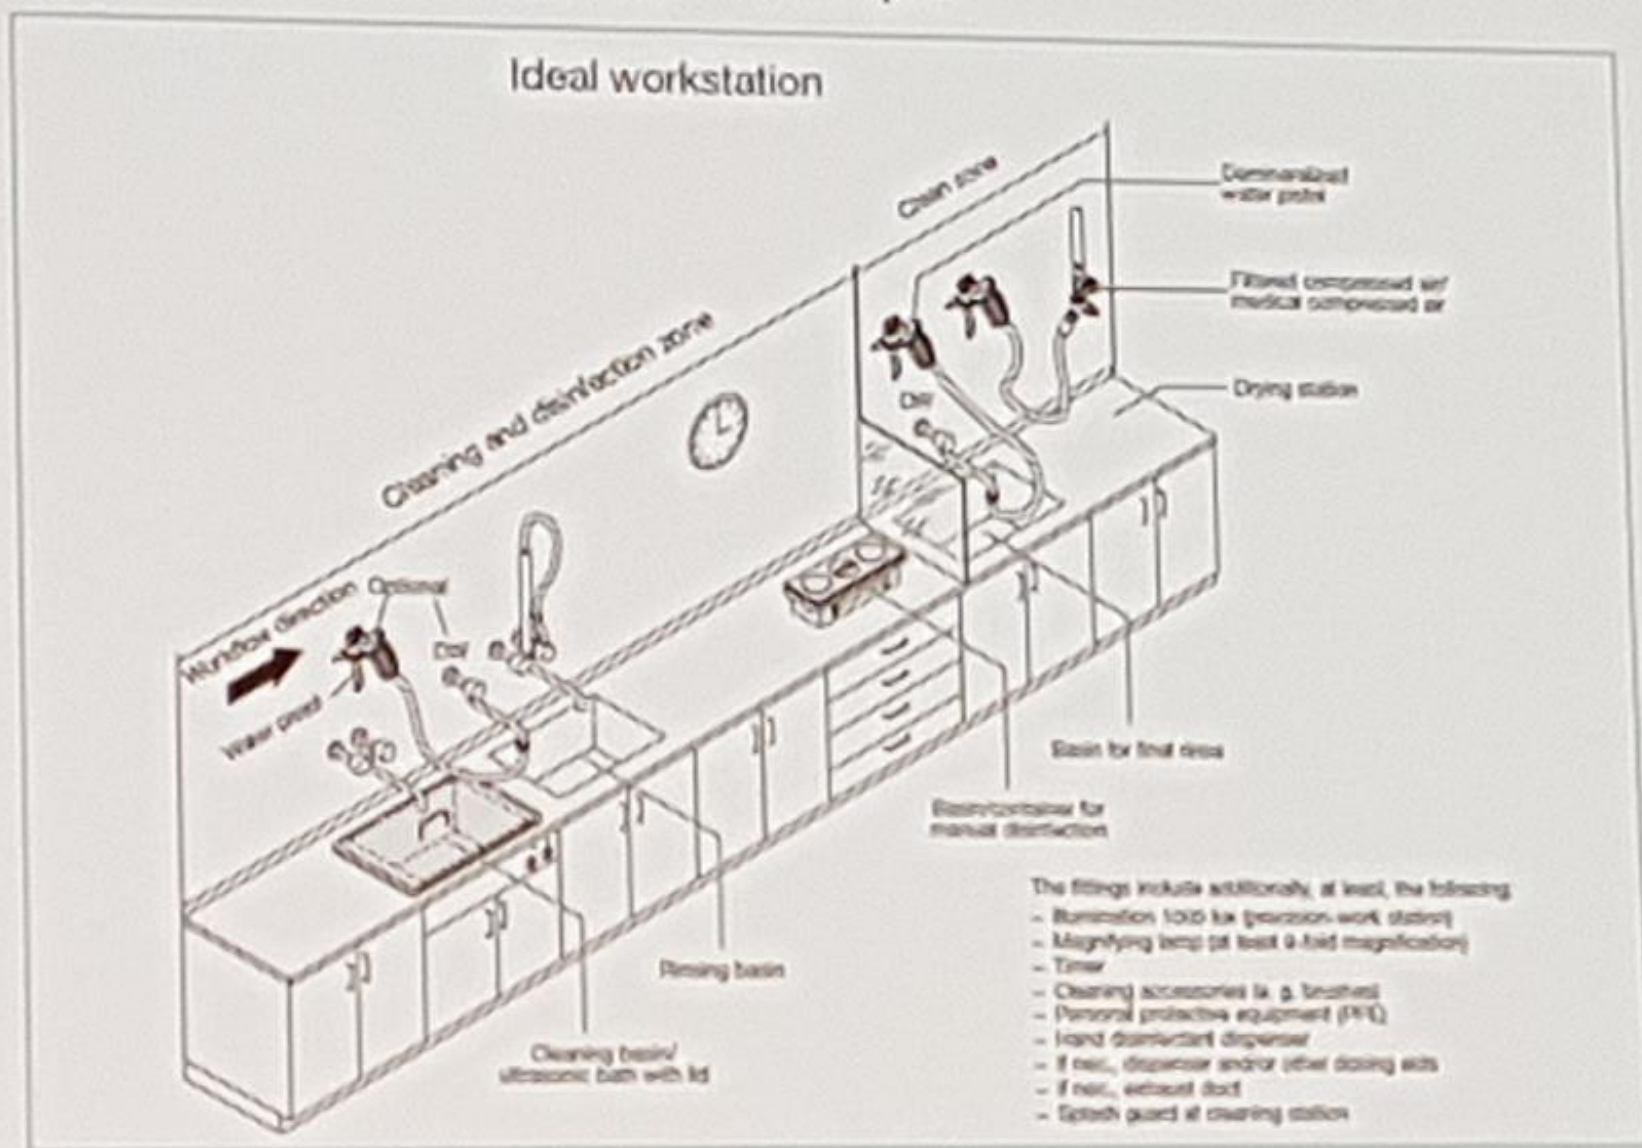 Ideal workstation
Clean zone
Demineralized
water pistol
Filtered compressed air/
medical compressed air
Drying station
Cleaning and disinfection zone
DW
Workflow direction
Optional
DW
Water pistol
Basin for final rinse
Basin/container for
manual disinfection
Rinsing basin
Cleaning basin/
ultrasonic bath with lid
The fittings include additionally, at least, the following:
- Illumination lux (precision work station)
- Magnifying lamp (at least -fold magnification)
- Timer
- Cleaning accessories (e. g. brushes)
- Personal protective equipment (PPE)
- Hand disinfectant dispenser
- If nec., dispenser and/or other dosing aids
- If nec., exhaust duct
- Splash guard at cleaning station